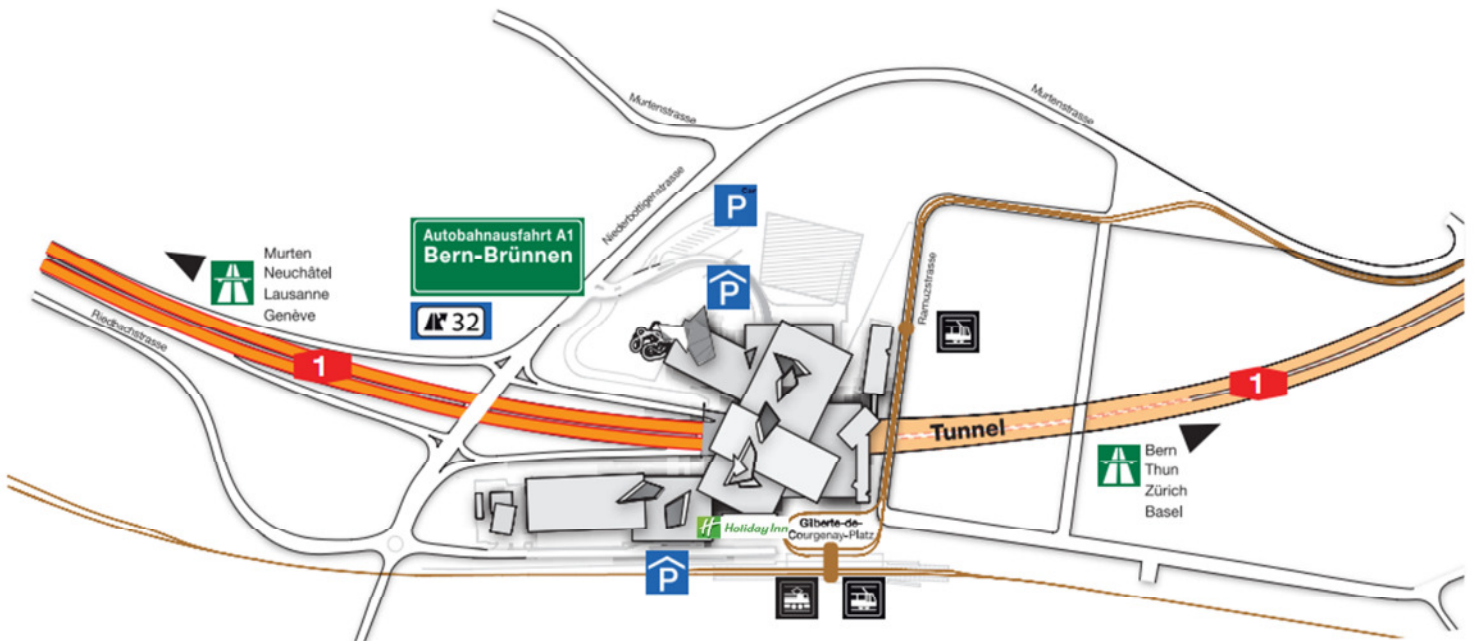 Murtenstrasse
Murtenstrasse
Niederbottigenstrasse
Car
P
Autobahnausfahrt A1
Bern-Brünnen
32
P
Murten
Neuchâtel
Lausanne
Genève
Riedbachstrasse
1
Ramuzstrasse
1
Tunnel
Bern
Thun
Zürich
Basel
H Holiday Inn
Gilberte-de-
Courgenay-Platz
P